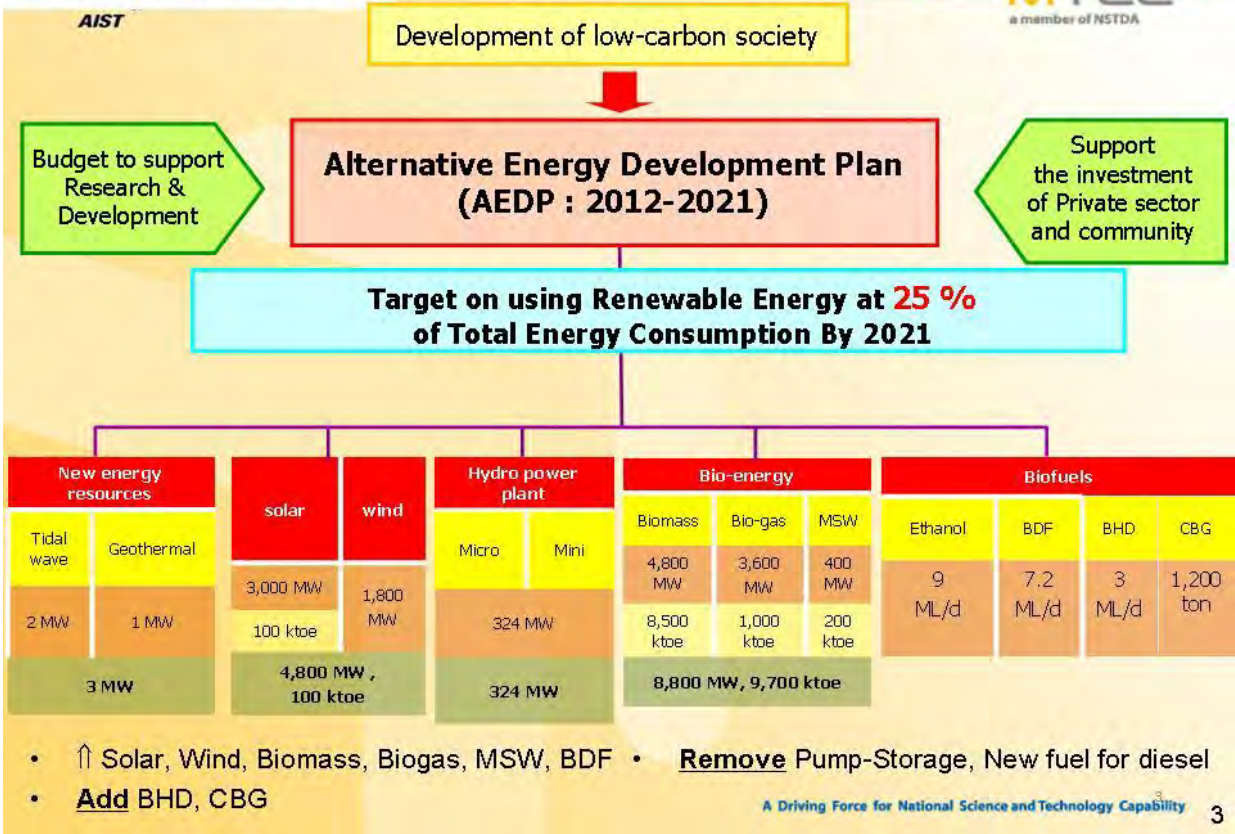 AIST
a member of NSTDA
Development of low-carbon society
Budget to support
Research &
Development
Alternative Energy Development Plan
(AEDP : 2012-2021)
Support
the investment
of Private sector
and community
Target on using Renewable Energy at 25 %
of Total Energy Consumption By 2021
New energy
resources
Tidal
wave
Geothermal
2 MW
1 MW
3 MW
solar
wind
3,000 MW
100 ktoe
1,800
MW
4,800 MW ,
100 ktoe
Hydro power
plant
Micro
Mini
324 MW
324 MW
Bio-energy
Biomass
Bio-gas
MSW
4,800
MW
3,600
MW
400
MW
8,500
ktoe
1,000
ktoe
200
ktoe
8,800 MW, 9,700 ktoe
Biofuels
Ethanol
BDF
BHD
CBG
9
ML/d
7.2
ML/d
3
ML/d
1,200
ton
• ⇑ Solar, Wind, Biomass, Biogas, MSW, BDF
• Add BHD, CBG
• Remove Pump-Storage, New fuel for diesel
A Driving Force for National Science and Technology Capability
3
3